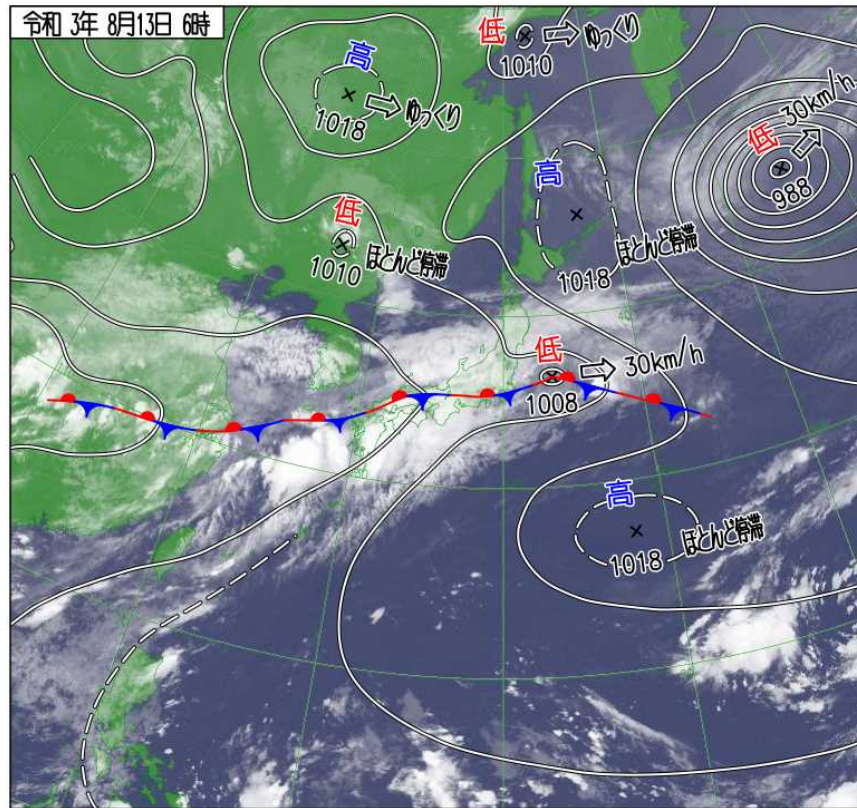 令和 3年 8月13日 6時
低
1010
ゆっくり
高
1018
ゆっくり
低
30km/h
988
高
1018
ほとんど停滞
低
1010
ほとんど停滞
低
30km/h
1008
高
1018
ほとんど停滞